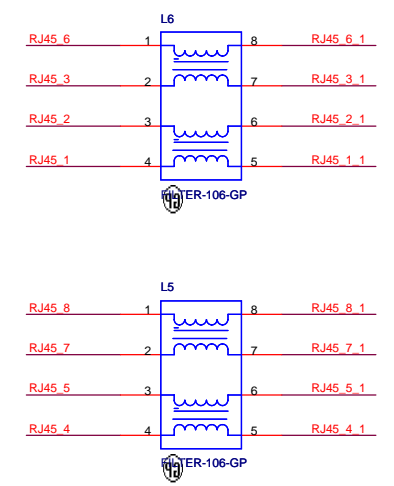 L6
RJ45_6 1 8 RJ45_6_1
RJ45_3 2 7 RJ45_3_1
RJ45_2 3 6 RJ45_2_1
RJ45_1 4 5 RJ45_1_1
FILTER-106-GP
GP
L5
RJ45_8 1 8 RJ45_8_1
RJ45_7 2 7 RJ45_7_1
RJ45_5 3 6 RJ45_5_1
RJ45_4 4 5 RJ45_4_1
FILTER-106-GP
GP